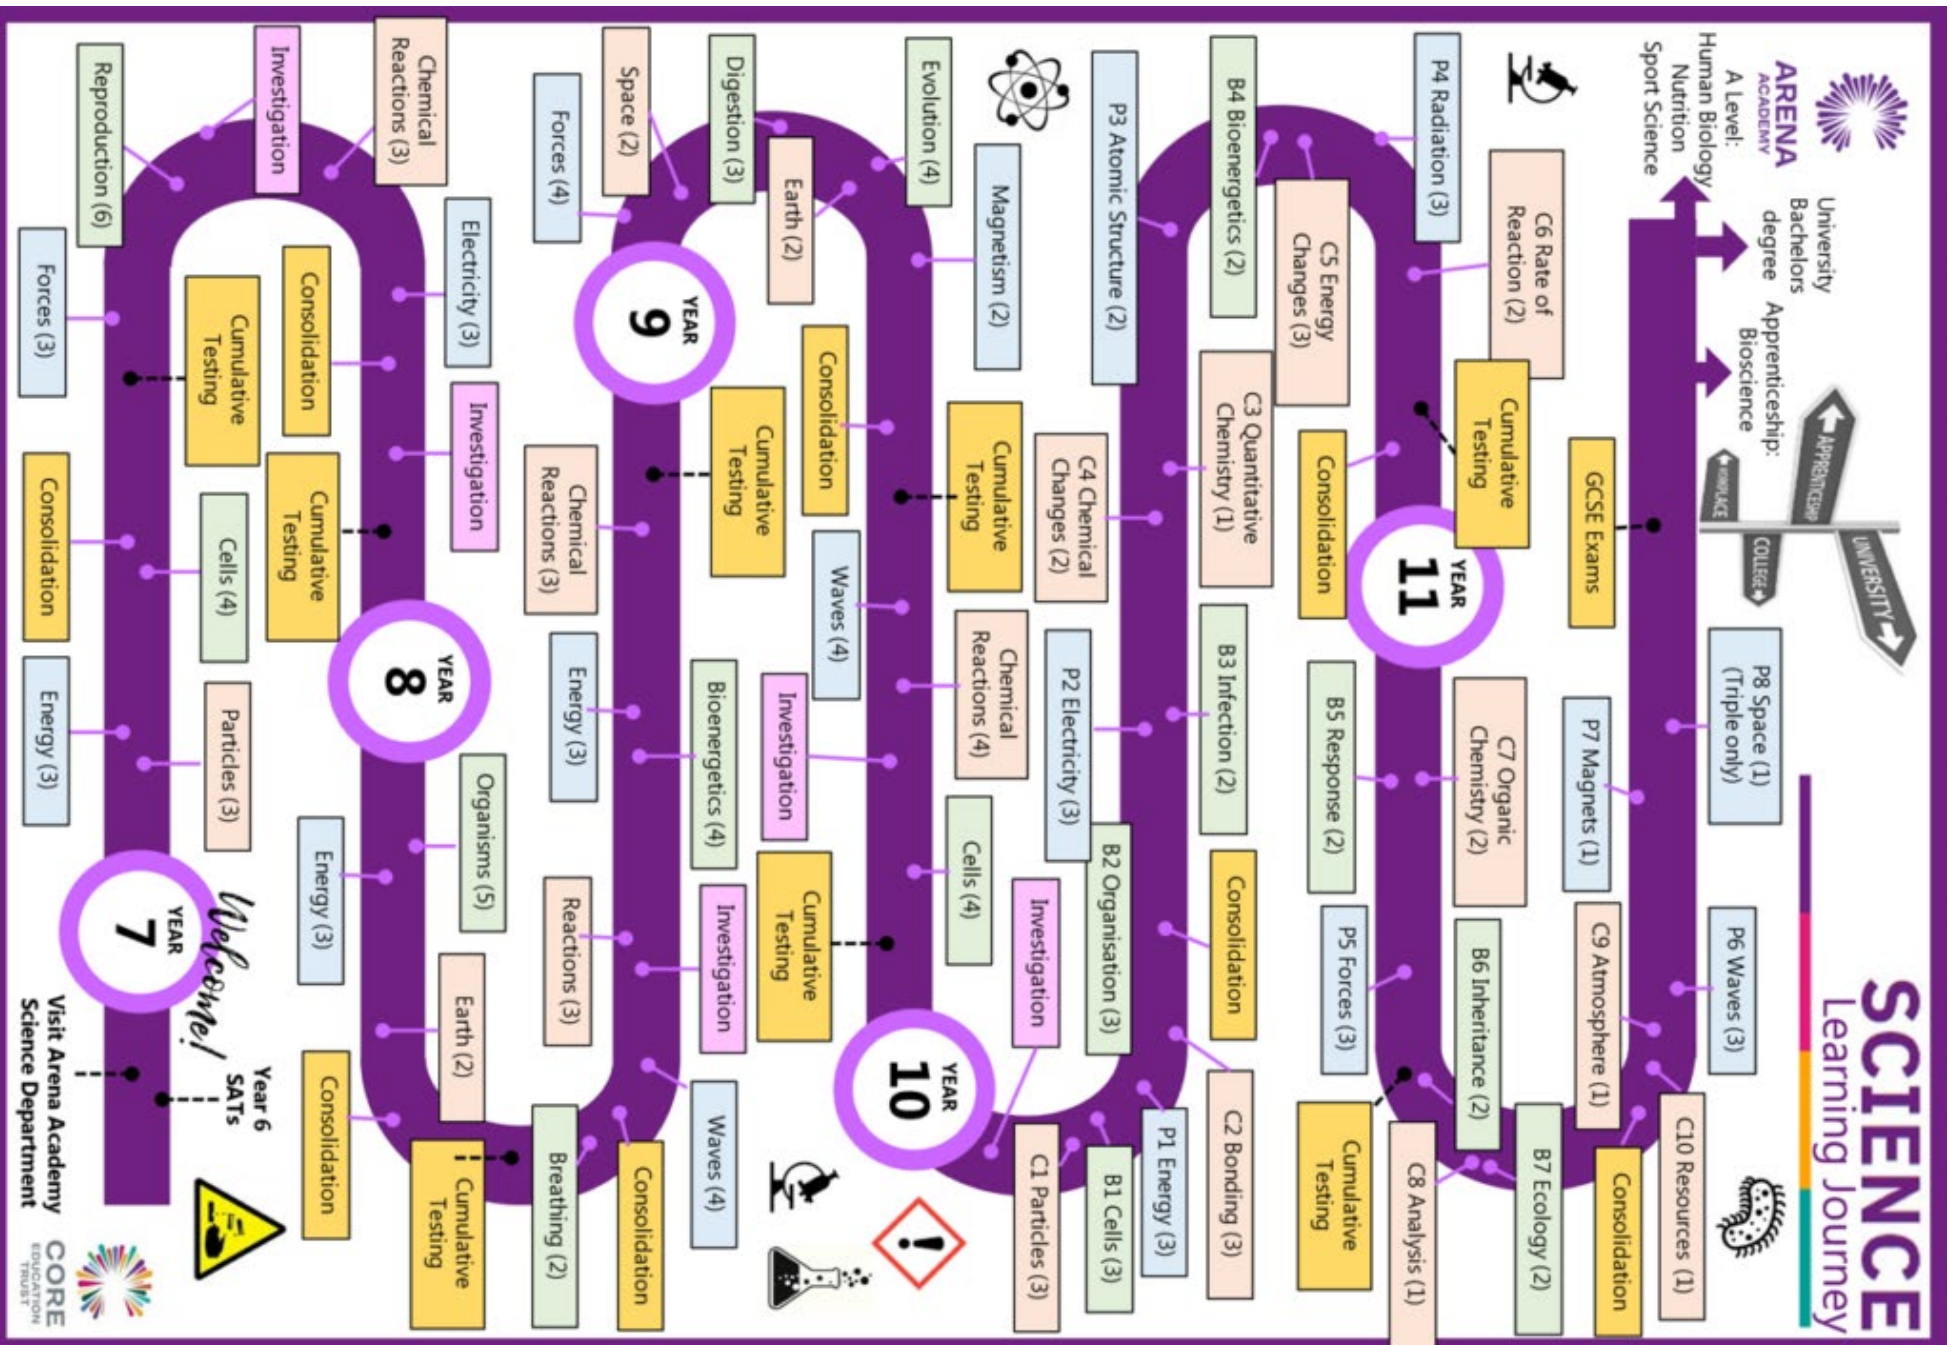 ARENA
ACADEMY
SCIENCE
Learning Journey
A Level:
Human Biology
Nutrition
Sport Science
University
Bachelors
degree
Apprenticeship:
Bioscience
APPRENTICESHIP
WORKPLACE
UNIVERSITY
COLLEGE
P8 Space (1)
(Triple only)
P6 Waves (3)
GCSE Exams
P7 Magnets (1)
C9 Atmosphere (1)
C10 Resources (1)
Consolidation
C6 Rate of
Reaction (2)
Cumulative
Testing
C7 Organic
Chemistry (2)
B6 Inheritance (2)
B7 Ecology (2)
P4 Radiation (3)
YEAR
11
C8 Analysis (1)
C5 Energy
Changes (3)
Consolidation
B5 Response (2)
P5 Forces (3)
Cumulative
Testing
B4 Bioenergetics (2)
C3 Quantitative
Chemistry (1)
B3 Infection (2)
Consolidation
C2 Bonding (3)
P3 Atomic Structure (2)
C4 Chemical
Changes (2)
P2 Electricity (3)
B2 Organisation (3)
P1 Energy (3)
B1 Cells (3)
Investigation
C1 Particles (3)
Magnetism (2)
Cumulative
Testing
Chemical
Reactions (4)
Cells (4)
YEAR
10
Evolution (4)
Consolidation
Waves (4)
Investigation
Cumulative
Testing
Earth (2)
Digestion (3)
Cumulative
Testing
Bioenergetics (4)
Investigation
Waves (4)
YEAR
9
Space (2)
Consolidation
Forces (4)
Chemical
Reactions (3)
Energy (3)
Reactions (3)
Breathing (2)
Electricity (3)
Investigation
Organisms (5)
Earth (2)
Cumulative
Testing
Chemical
Reactions (3)
YEAR
8
Investigation
Consolidation
Cumulative
Testing
Energy (3)
Consolidation
Cumulative
Testing
Cells (4)
Particles (3)
Welcome!
Year 6
SATs
Reproduction (6)
YEAR
7
Forces (3)
Consolidation
Energy (3)
Visit Arena Academy
Science Department
CORE
EDUCATION
TRUST